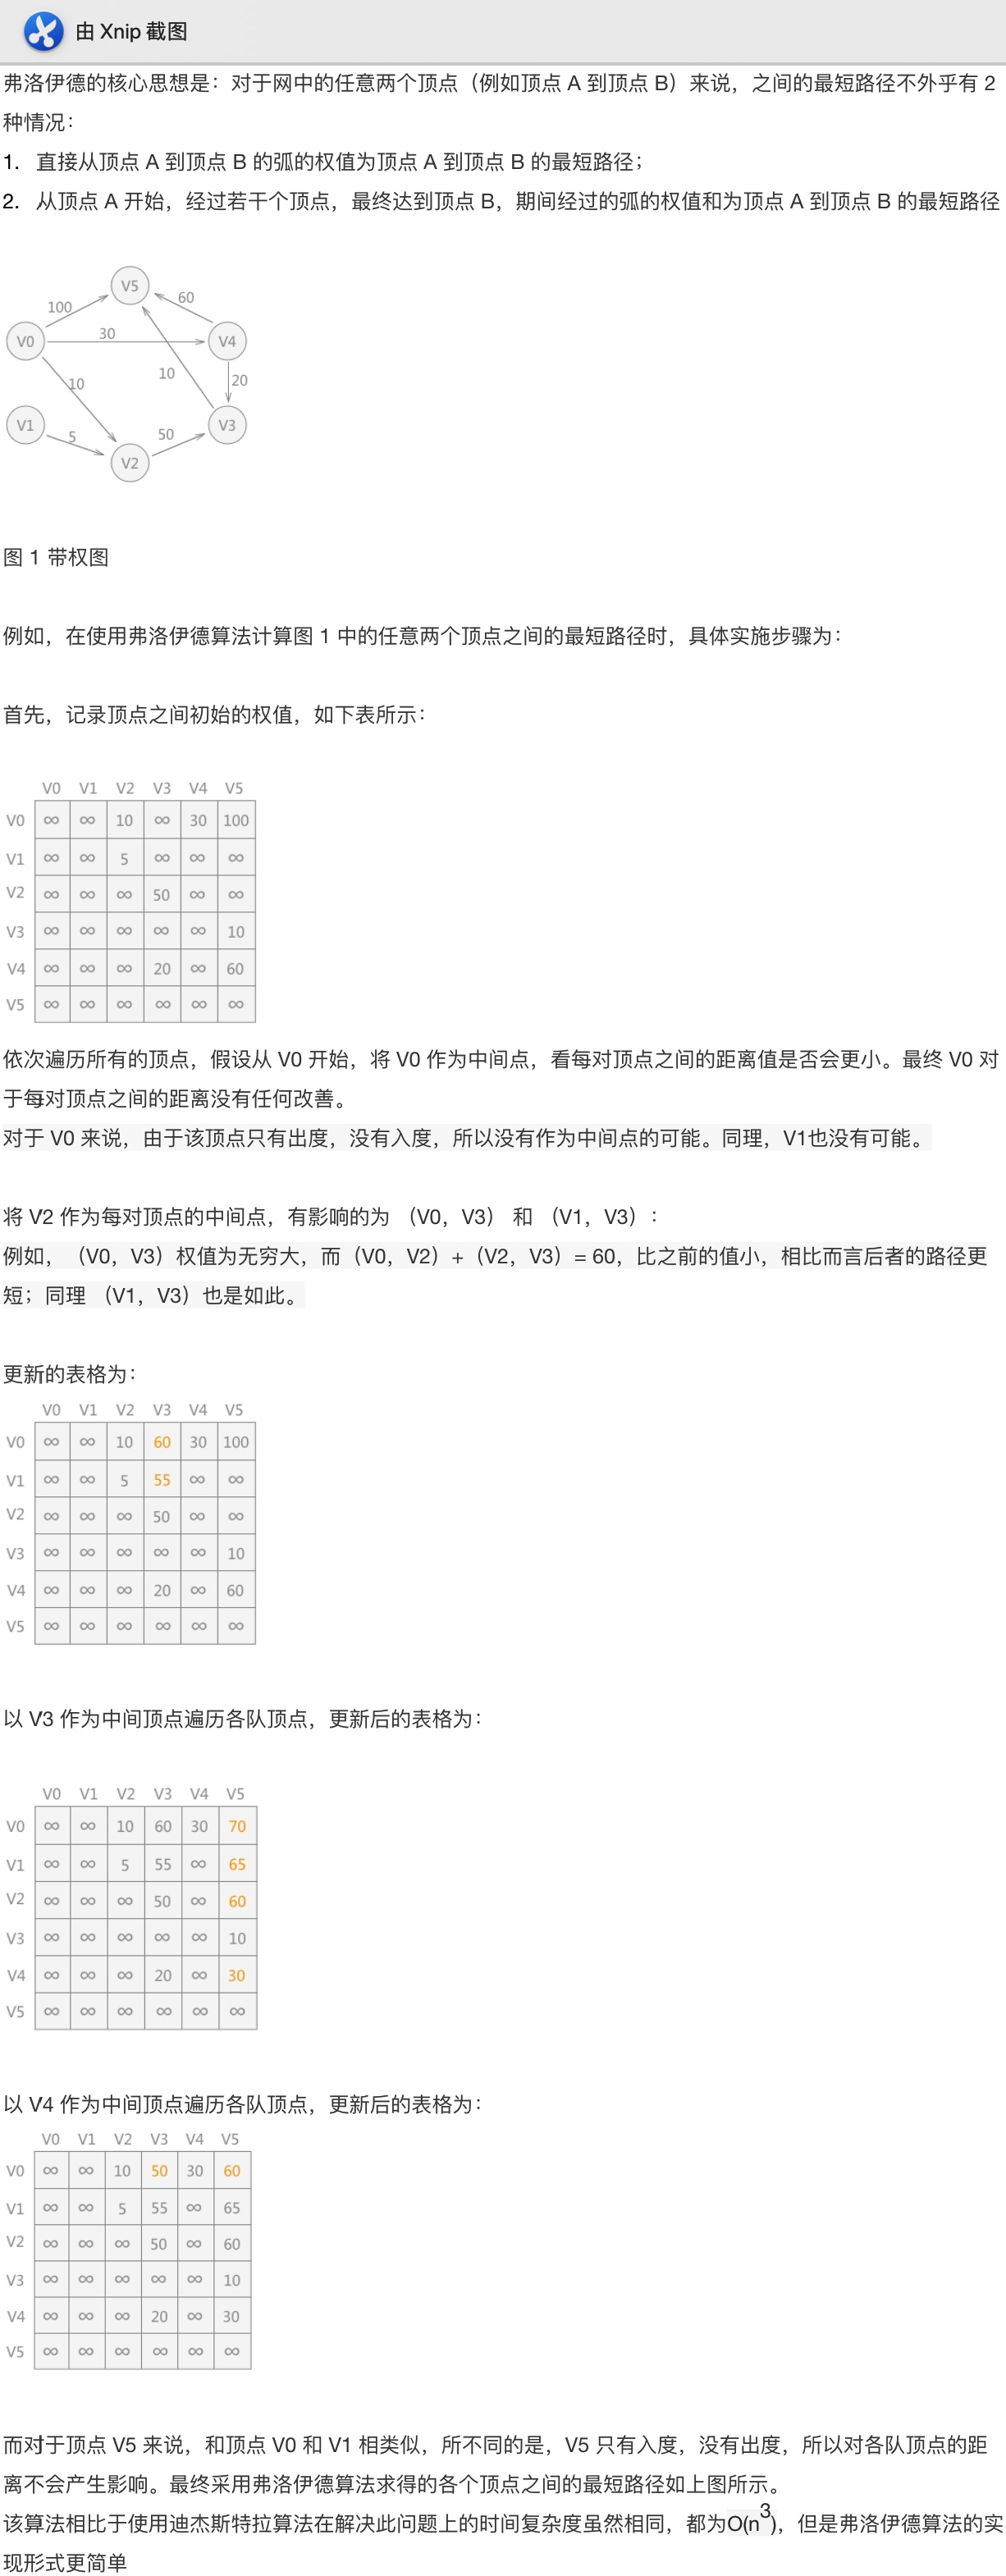 由 Xnip 截图
弗洛伊德的核心思想是：对于网中的任意两个顶点（例如顶点 A 到顶点 B）来说，之间的最短路径不外乎有 2
种情况：
1. 直接从顶点 A 到顶点 B 的弧的权值为顶点 A 到顶点 B 的最短路径；
2. 从顶点 A 开始，经过若干个顶点，最终达到顶点 B，期间经过的弧的权值和为顶点 A 到顶点 B 的最短路径
V5
100
60
V0
30
V4
10
10
20
V1
5
50
V3
V2
图 1 带权图
例如，在使用弗洛伊德算法计算图 1 中的任意两个顶点之间的最短路径时，具体实施步骤为：
首先，记录顶点之间初始的权值，如下表所示：
V0 V1 V2 V3 V4 V5
V0 ∞ ∞ 10 ∞ 30 100
V1 ∞ ∞ 5 ∞ ∞ ∞
V2 ∞ ∞ ∞ 50 ∞ ∞
V3 ∞ ∞ ∞ ∞ ∞ 10
V4 ∞ ∞ ∞ 20 ∞ 60
V5 ∞ ∞ ∞ ∞ ∞ ∞
依次遍历所有的顶点，假设从 V0 开始，将 V0 作为中间点，看每对顶点之间的距离值是否会更小。最终 V0 对
于每对顶点之间的距离没有任何改善。
对于 V0 来说，由于该顶点只有出度，没有入度，所以没有作为中间点的可能。同理，V1也没有可能。
将 V2 作为每对顶点的中间点，有影响的为 （V0，V3） 和 （V1，V3）：
例如，（V0，V3）权值为无穷大，而（V0，V2）+（V2，V3）= 60，比之前的值小，相比而言后者的路径更
短；同理 （V1，V3）也是如此。
更新的表格为：
V0 V1 V2 V3 V4 V5
V0 ∞ ∞ 10 60 30 100
V1 ∞ ∞ 5 55 ∞ ∞
V2 ∞ ∞ ∞ 50 ∞ ∞
V3 ∞ ∞ ∞ ∞ ∞ 10
V4 ∞ ∞ ∞ 20 ∞ 60
V5 ∞ ∞ ∞ ∞ ∞ ∞
以 V3 作为中间顶点遍历各队顶点，更新后的表格为：
V0 V1 V2 V3 V4 V5
V0 ∞ ∞ 10 60 30 70
V1 ∞ ∞ 5 55 ∞ 65
V2 ∞ ∞ ∞ 50 ∞ 60
V3 ∞ ∞ ∞ ∞ ∞ 10
V4 ∞ ∞ ∞ 20 ∞ 30
V5 ∞ ∞ ∞ ∞ ∞ ∞
以 V4 作为中间顶点遍历各队顶点，更新后的表格为：
V0 V1 V2 V3 V4 V5
V0 ∞ ∞ 10 50 30 60
V1 ∞ ∞ 5 55 ∞ 65
V2 ∞ ∞ ∞ 50 ∞ 60
V3 ∞ ∞ ∞ ∞ ∞ 10
V4 ∞ ∞ ∞ 20 ∞ 30
V5 ∞ ∞ ∞ ∞ ∞ ∞
而对于顶点 V5 来说，和顶点 V0 和 V1 相类似，所不同的是，V5 只有入度，没有出度，所以对各队顶点的距
离不会产生影响。最终采用弗洛伊德算法求得的各个顶点之间的最短路径如上图所示。
该算法相比于使用迪杰斯特拉算法在解决此问题上的时间复杂度虽然相同，都为O(n³)，但是弗洛伊德算法的实
现形式更简单